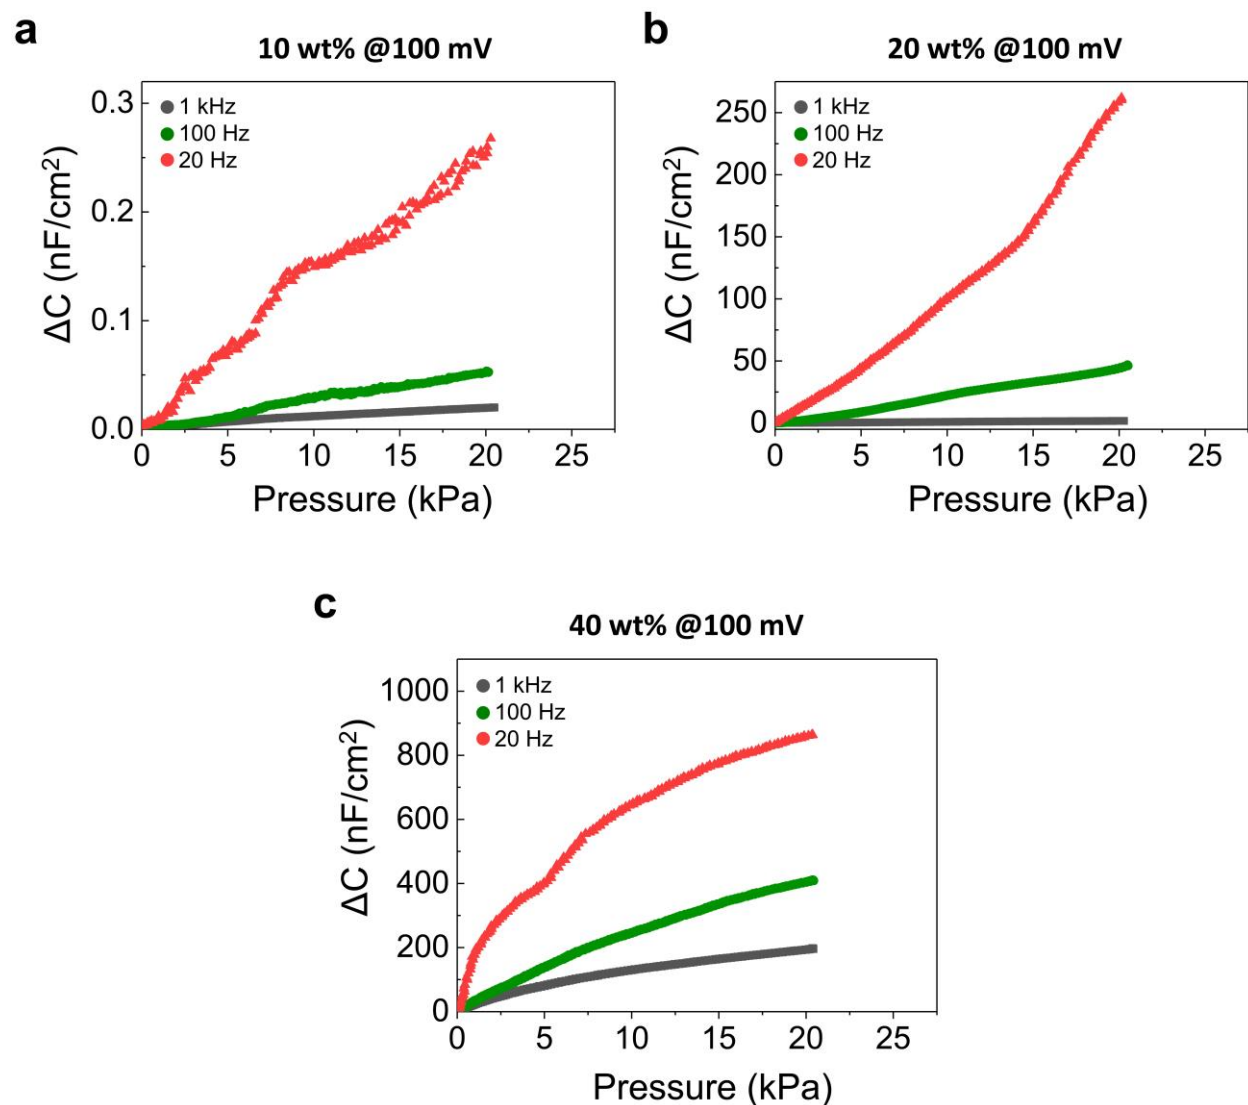 a
10 wt% @100 mV
0.3
0.2
0.1
0.0
ΔC (nF/cm²)
1 kHz
100 Hz
20 Hz
0 5 10 15 20 25
Pressure (kPa)
b
20 wt% @100 mV
250
200
150
100
50
0
ΔC (nF/cm²)
1 kHz
100 Hz
20 Hz
0 5 10 15 20 25
Pressure (kPa)
c
40 wt% @100 mV
1000
800
600
400
200
0
ΔC (nF/cm²)
1 kHz
100 Hz
20 Hz
0 5 10 15 20 25
Pressure (kPa)